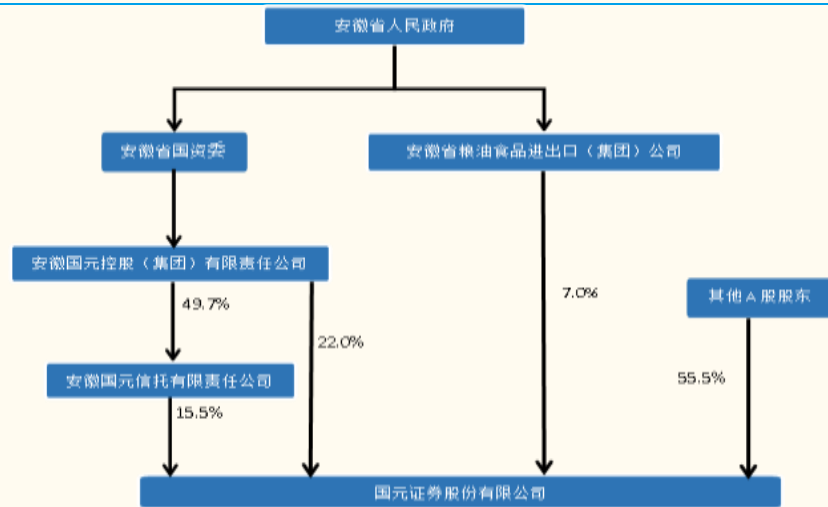 安徽省人民政府
安徽省国资委
安徽省粮油食品进出口（集团）公司
安徽国元控股（集团）有限责任公司
49.7%
7.0%
其他A股股东
22.0%
安徽国元信托有限责任公司
55.5%
15.5%
国元证券股份有限公司